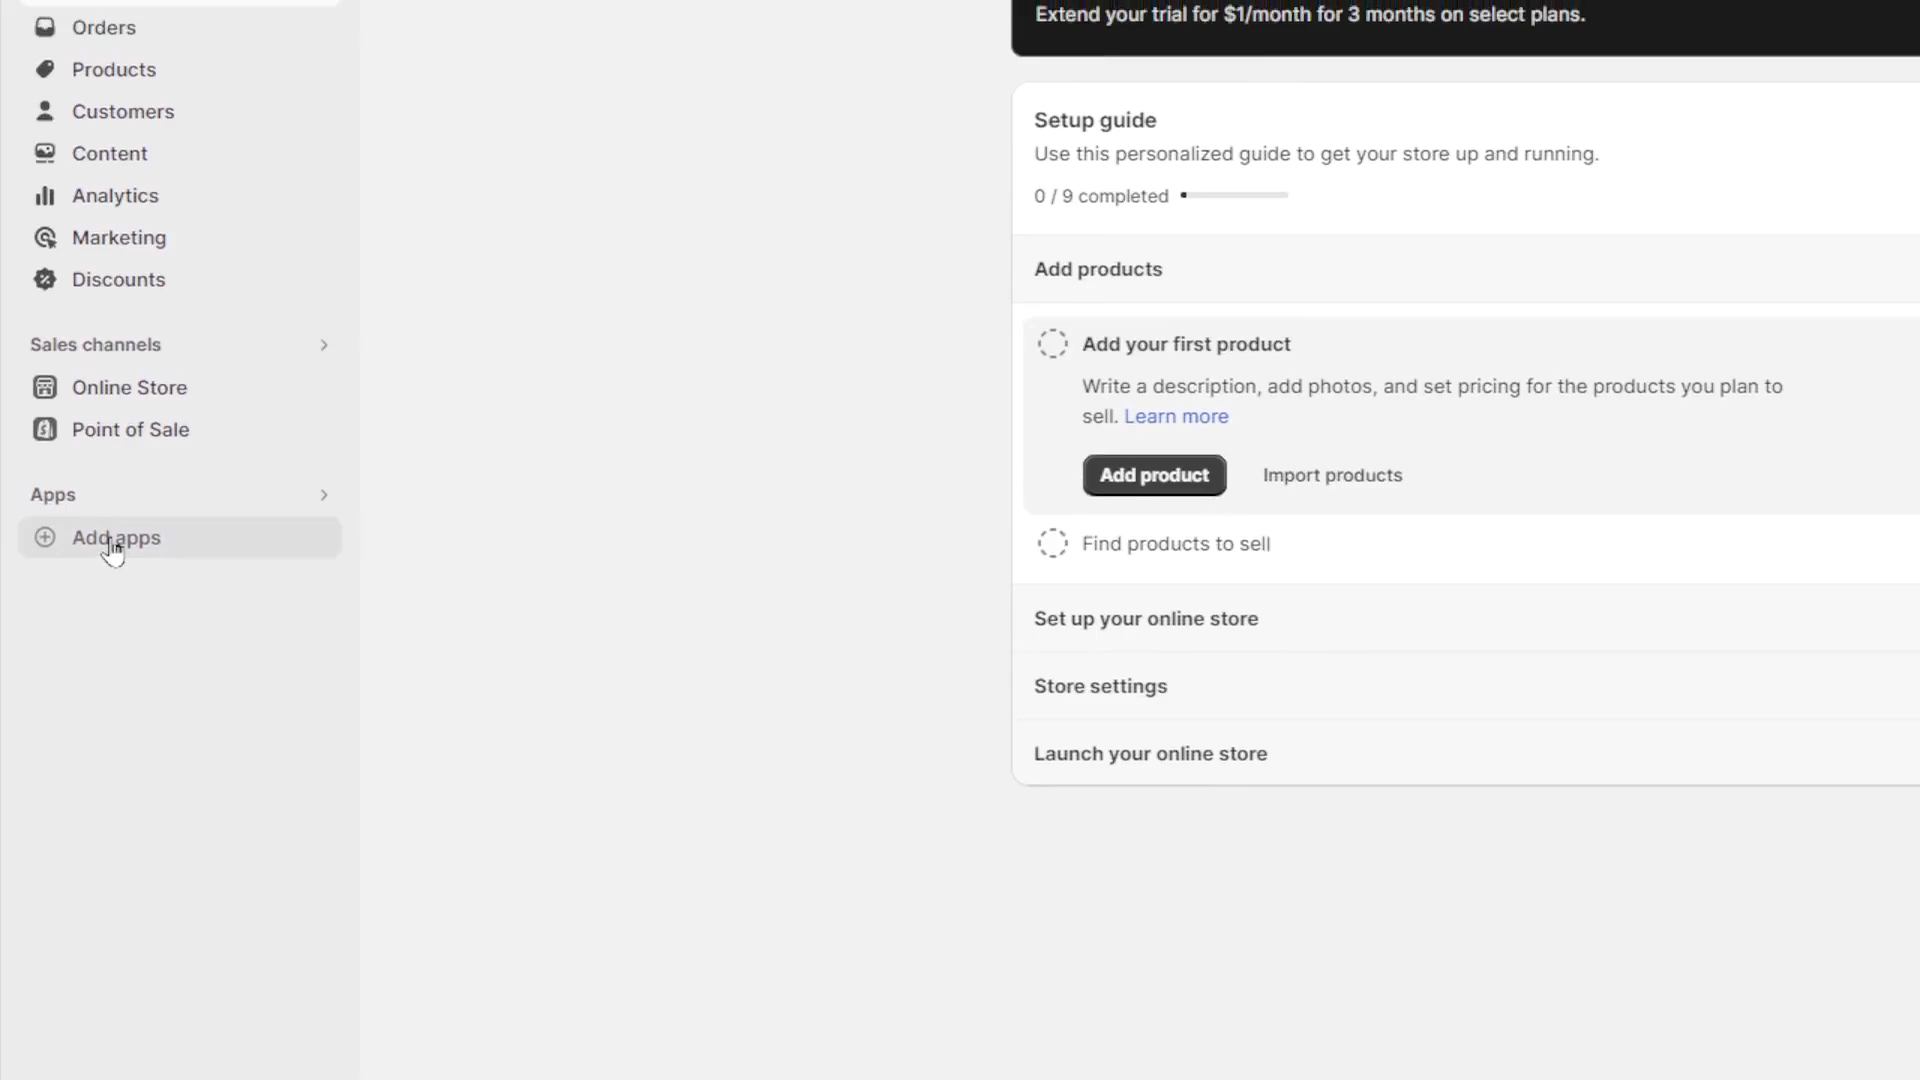 Orders
Products
Customers
Content
Analytics
Marketing
Discounts
Sales channels
Online Store
Point of Sale
Apps
Add apps
Extend your trial for $1/month for 3 months on select plans.
Setup guide
Use this personalized guide to get your store up and running.
0 / 9 completed
Add products
Add your first product
Write a description, add photos, and set pricing for the products you plan to
sell. Learn more
Add product
Import products
Find products to sell
Set up your online store
Store settings
Launch your online store